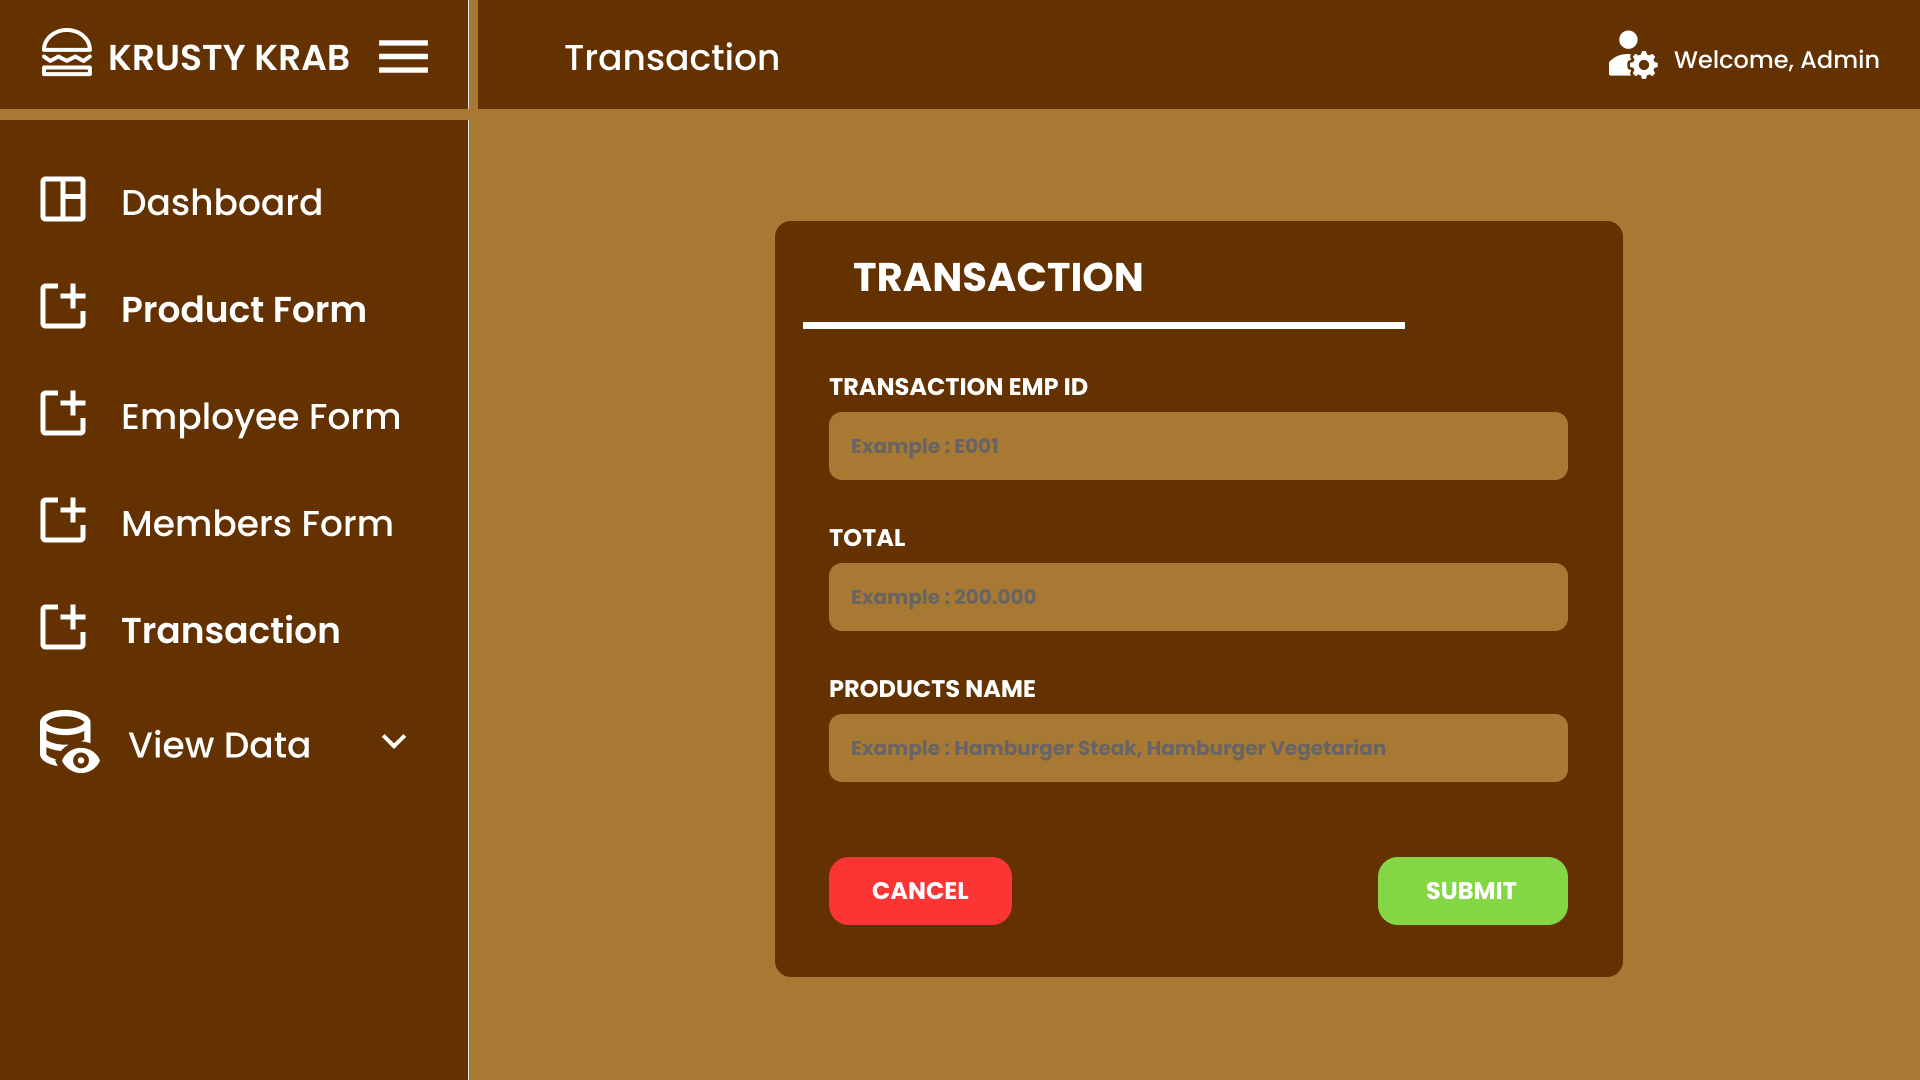 KRUSTY KRAB
Transaction
Welcome, Admin
Dashboard
Product Form
Employee Form
Members Form
Transaction
View Data
TRANSACTION
TRANSACTION EMP ID
Example : E001
TOTAL
Example : 200.000
PRODUCTS NAME
Example : Hamburger Steak, Hamburger Vegetarian
CANCEL
SUBMIT